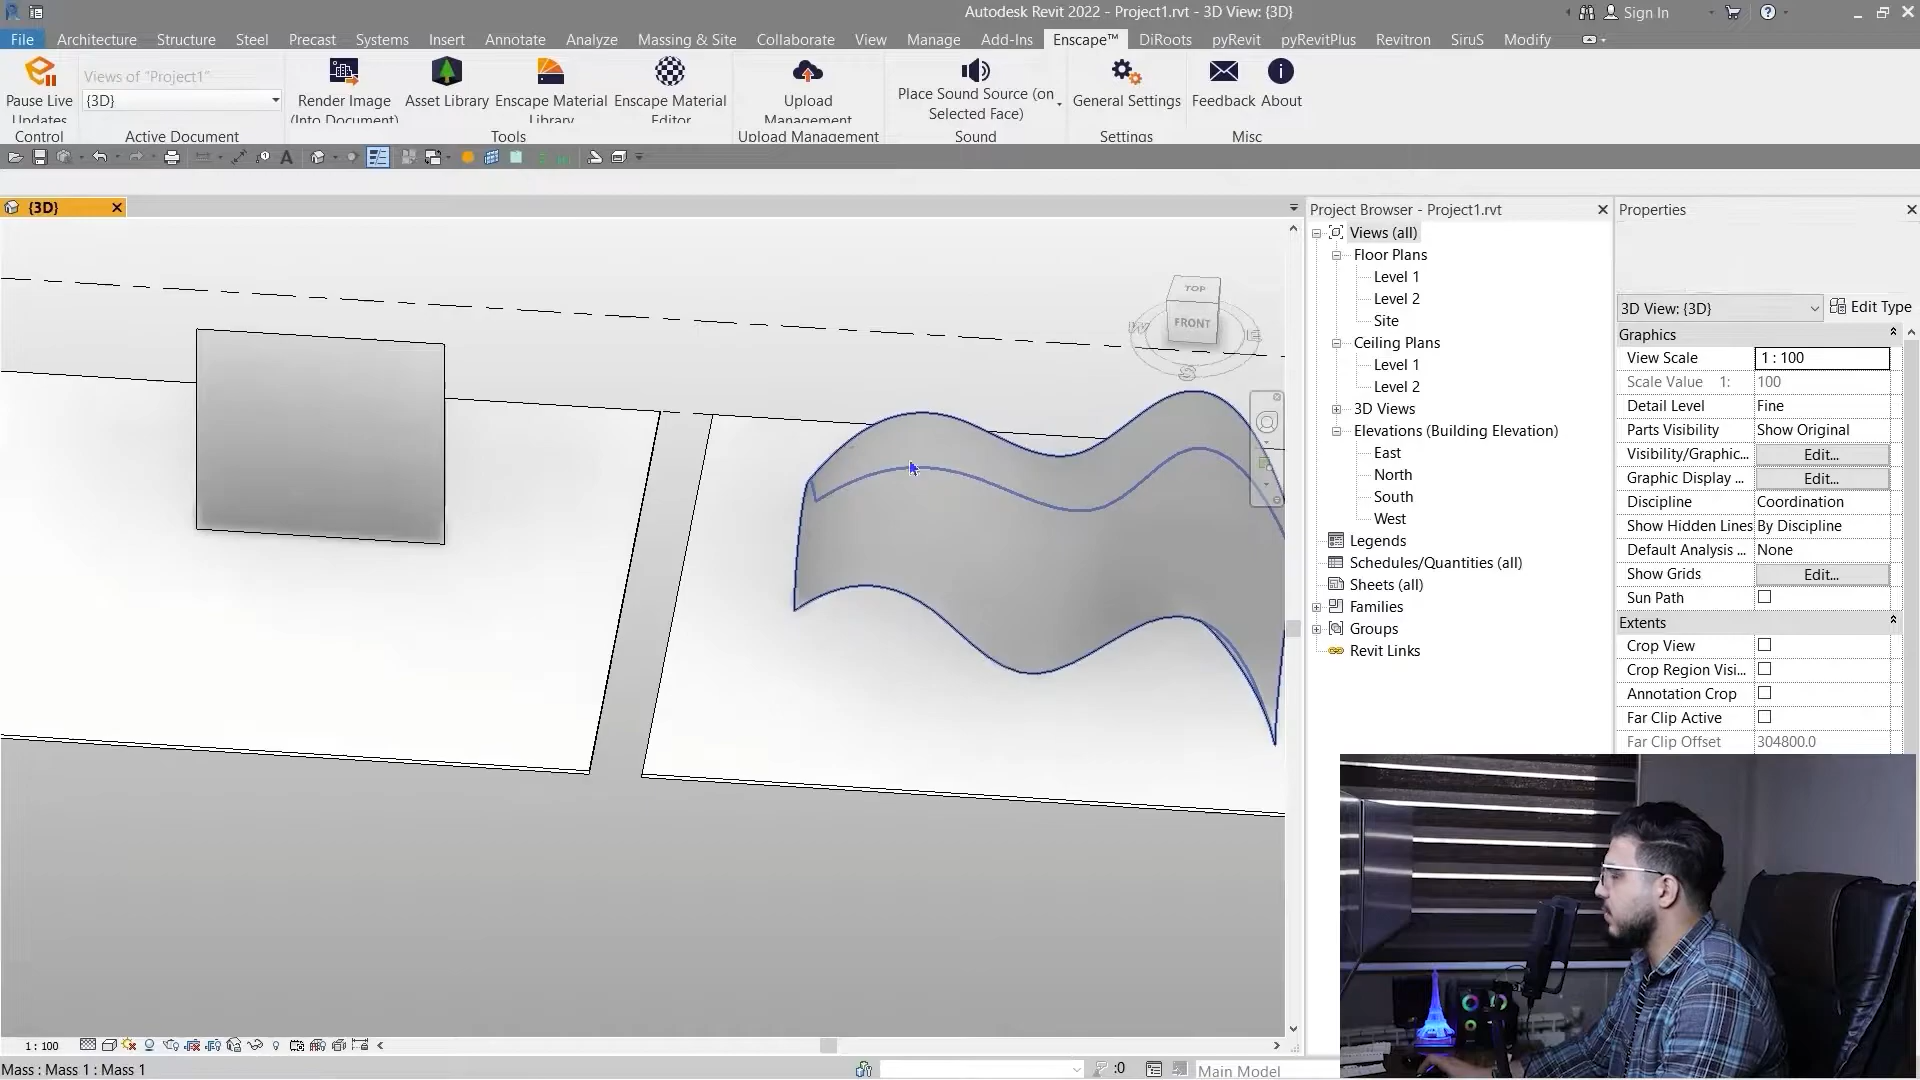 Autodesk Revit 2022 - Project1.rvt - 3D View: {3D}
Sign In
File Architecture Structure Steel Precast Systems Insert Annotate Analyze Massing & Site Collaborate View Manage Add-Ins Enscape™ DiRoots pyRevit pyRevitPlus Revitron SiruS Modify
Pause Live
Updates
Control
Views of "Project1"
{3D}
Active Document
Render Image
(Into Document)
Asset Library
Enscape Material
Library
Enscape Material
Editor
Tools
Upload
Management
Upload Management
Place Sound Source (on
Selected Face)
Sound
General Settings
Settings
Feedback
About
Misc
{3D}
TOP
FRONT
W
E
S
Project Browser - Project1.rvt
Views (all)
Floor Plans
Level 1
Level 2
Site
Ceiling Plans
Level 1
Level 2
3D Views
Elevations (Building Elevation)
East
North
South
West
Legends
Schedules/Quantities (all)
Sheets (all)
Families
Groups
Revit Links
Properties
3D View: {3D}
Edit Type
Graphics
View Scale 1 : 100
Scale Value 1: 100
Detail Level Fine
Parts Visibility Show Original
Visibility/Graphic... Edit...
Graphic Display ... Edit...
Discipline Coordination
Show Hidden Lines By Discipline
Default Analysis ... None
Show Grids Edit...
Sun Path
Extents
Crop View
Crop Region Visi...
Annotation Crop
Far Clip Active
Far Clip Offset 304800.0
1 : 100
Mass : Mass 1 : Mass 1
:0
Main Model